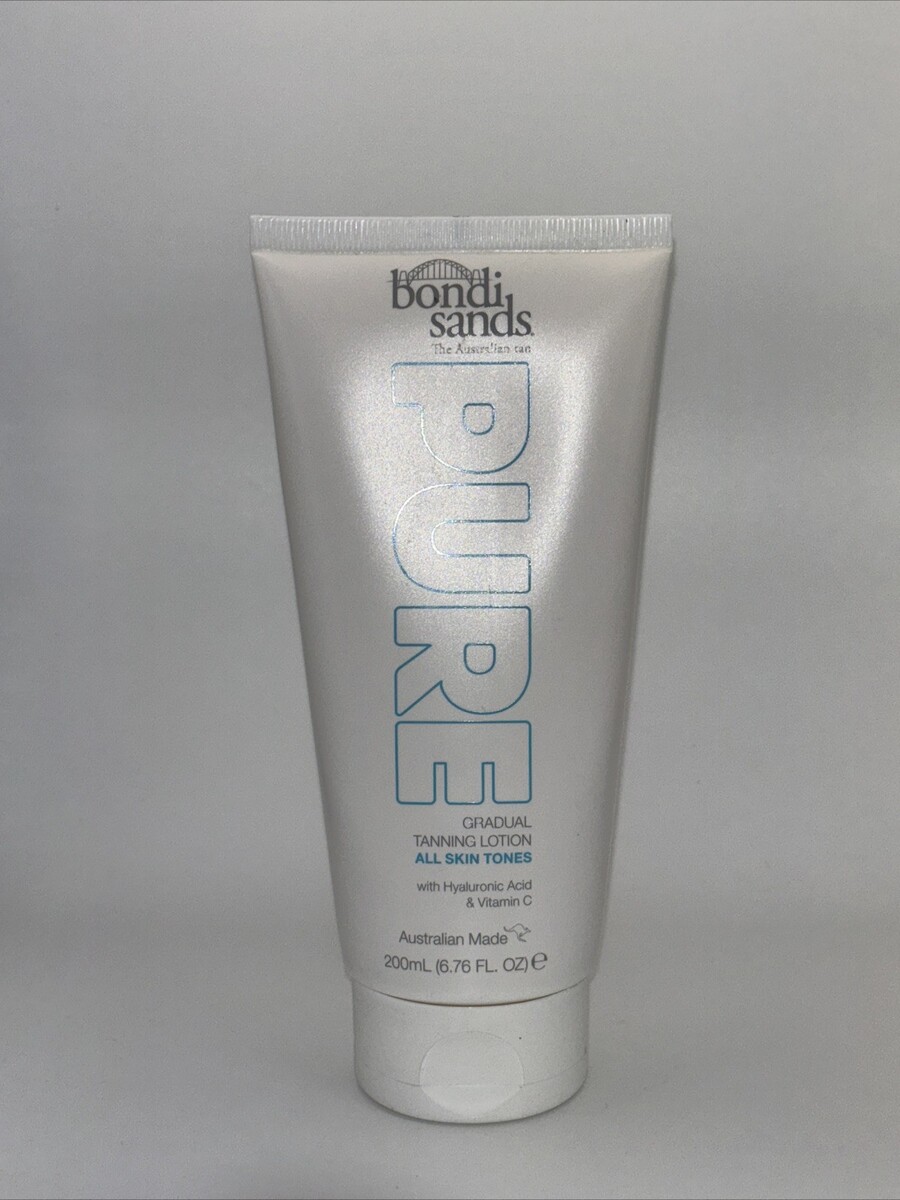 bondi
sands
The Australian tan
PURE
GRADUAL
TANNING LOTION
ALL SKIN TONES
with Hyaluronic Acid
& Vitamin C
Australian Made
200mL (6.76 FL. OZ) ℮